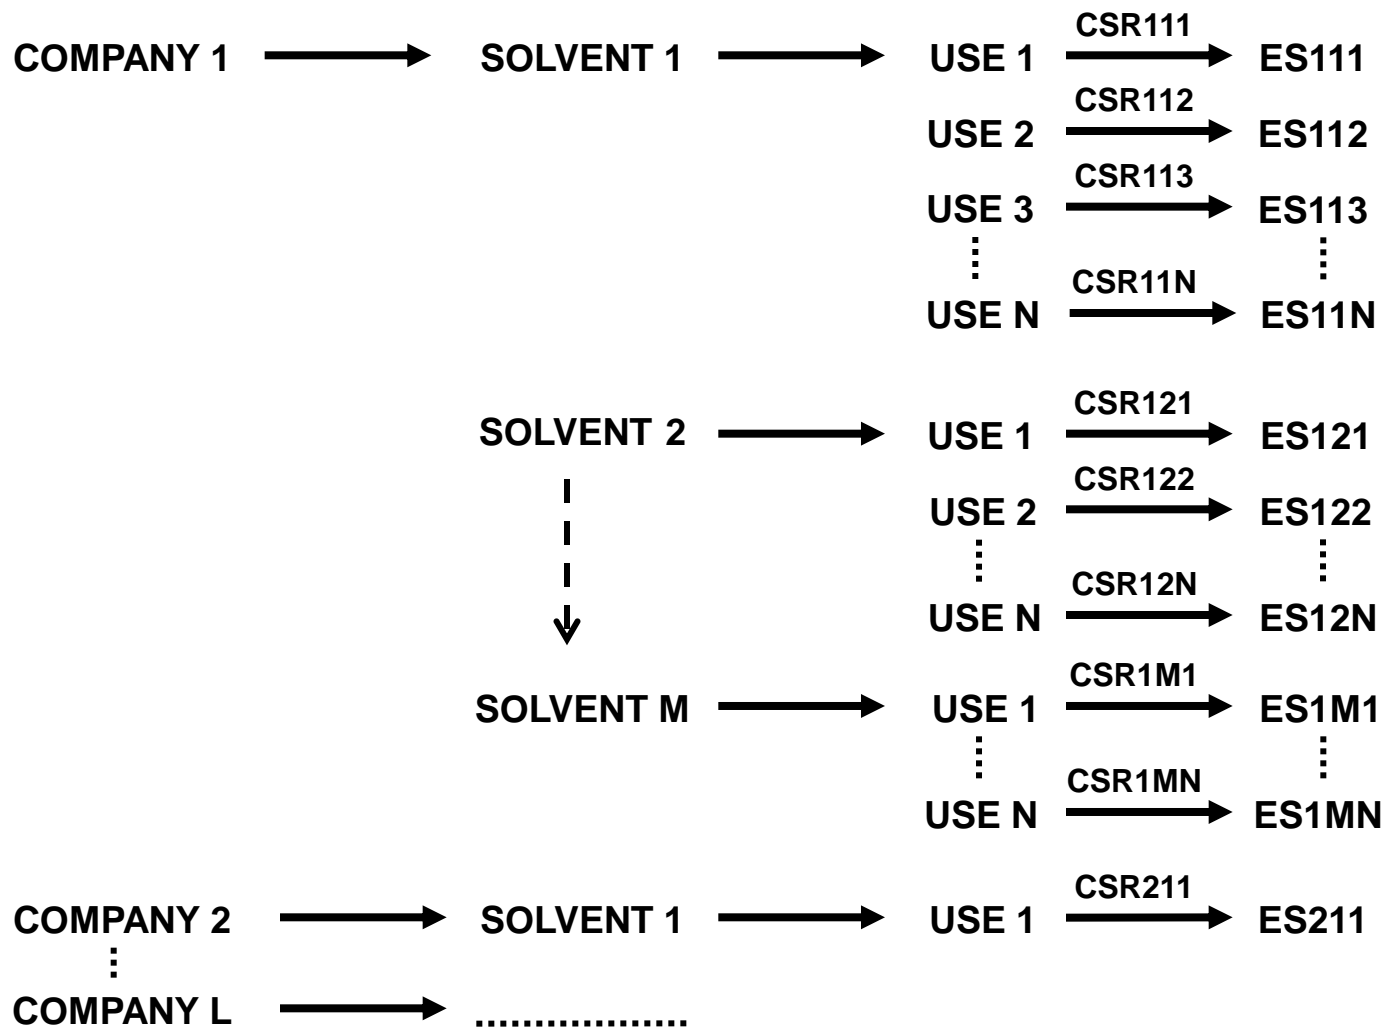 CSR111
COMPANY 1 SOLVENT 1 USE 1 ES111
CSR112
USE 2 ES112
CSR113
USE 3 ES113
CSR11N
USE N ES11N
CSR121
SOLVENT 2 USE 1 ES121
CSR122
USE 2 ES122
CSR12N
USE N ES12N
CSR1M1
SOLVENT M USE 1 ES1M1
CSR1MN
USE N ES1MN
CSR211
COMPANY 2 SOLVENT 1 USE 1 ES211
COMPANY L